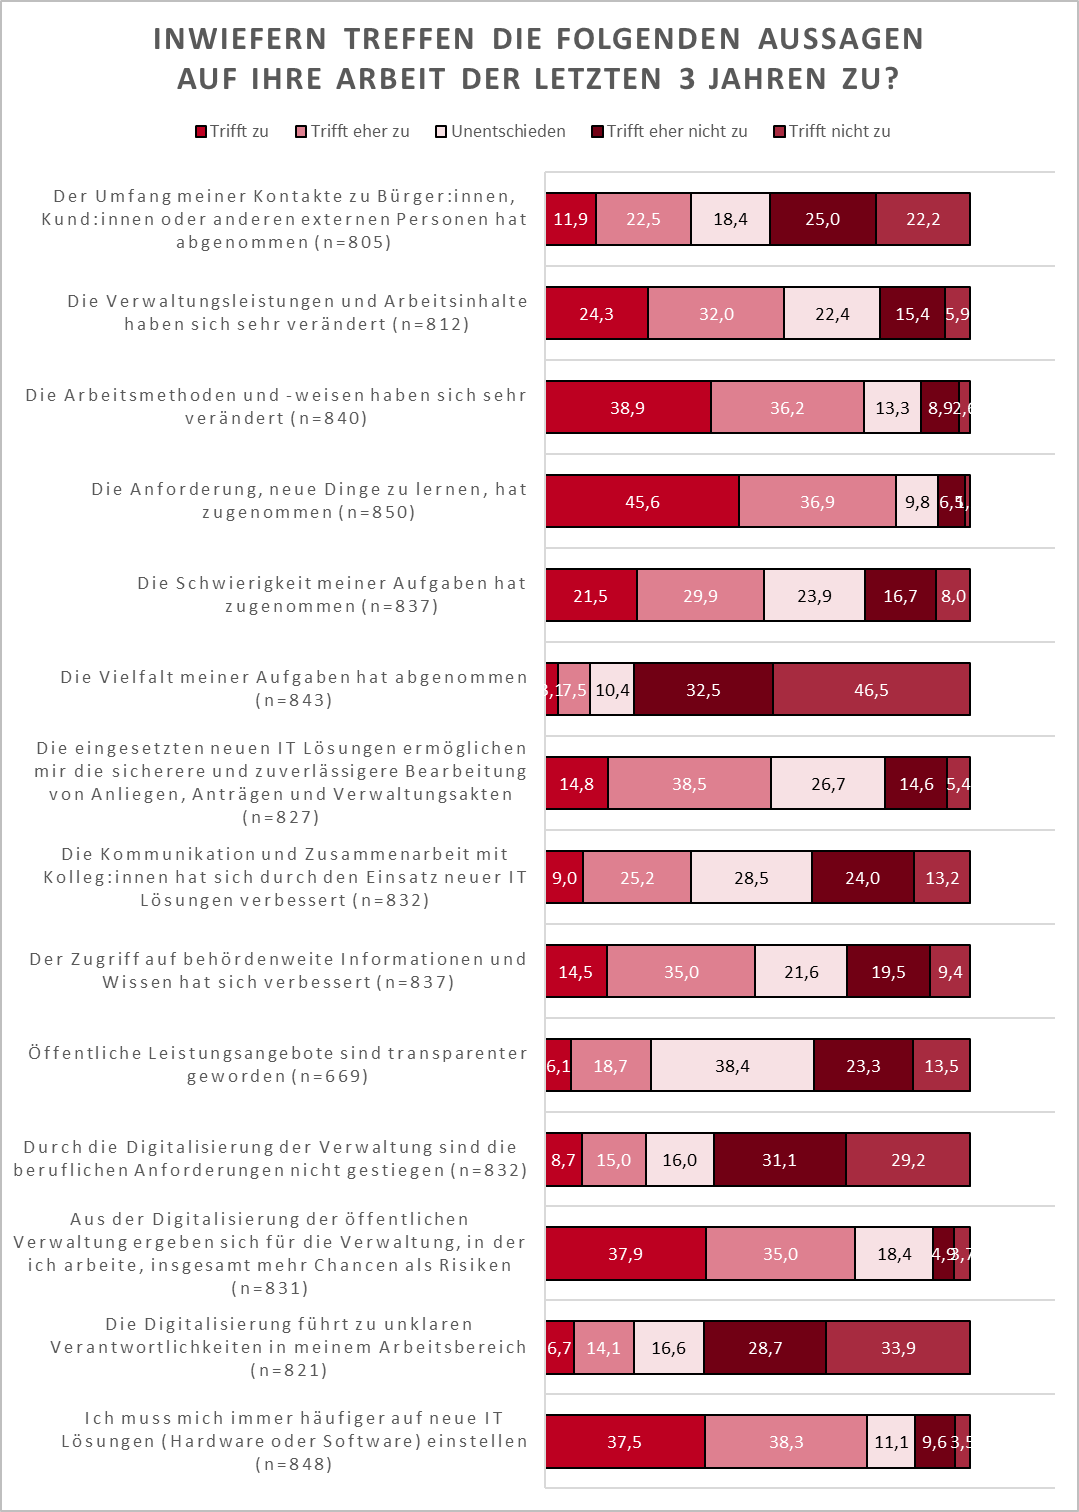 INWIEFERN TREFFEN DIE FOLGENDEN AUSSAGEN
AUF IHRE ARBEIT DER LETZTEN 3 JAHREN ZU?
Trifft zu Trifft eher zu Unentschieden Trifft eher nicht zu Trifft nicht zu
Der Umfang meiner Kontakte zu Bürger:innen,
Kund:innen oder anderen externen Personen hat
abgenommen (n=805)
11,9 22,5 18,4 25,0 22,2
Die Verwaltungsleistungen und Arbeitsinhalte
haben sich sehr verändert (n=812)
24,3 32,0 22,4 15,4 5,9
Die Arbeitsmethoden und -weisen haben sich sehr
verändert (n=840)
38,9 36,2 13,3 8,9 2,6
Die Anforderung, neue Dinge zu lernen, hat
zugenommen (n=850)
45,6 36,9 9,8 6,5
Die Schwierigkeit meiner Aufgaben hat
zugenommen (n=837)
21,5 29,9 23,9 16,7 8,0
Die Vielfalt meiner Aufgaben hat abgenommen
(n=843)
3,1 7,5 10,4 32,5 46,5
Die eingesetzten neuen IT Lösungen ermöglichen
mir die sicherere und zuverlässigere Bearbeitung
von Anliegen, Anträgen und Verwaltungsakten
(n=827)
14,8 38,5 26,7 14,6 5,4
Die Kommunikation und Zusammenarbeit mit
Kolleg:innen hat sich durch den Einsatz neuer IT
Lösungen verbessert (n=832)
9,0 25,2 28,5 24,0 13,2
Der Zugriff auf behördenweite Informationen und
Wissen hat sich verbessert (n=837)
14,5 35,0 21,6 19,5 9,4
Öffentliche Leistungsangebote sind transparenter
geworden (n=669)
6,1 18,7 38,4 23,3 13,5
Durch die Digitalisierung der Verwaltung sind die
beruflichen Anforderungen nicht gestiegen (n=832)
8,7 15,0 16,0 31,1 29,2
Aus der Digitalisierung der öffentlichen
Verwaltung ergeben sich für die Verwaltung, in der
ich arbeite, insgesamt mehr Chancen als Risiken
(n=831)
37,9 35,0 18,4 4,9 3,7
Die Digitalisierung führt zu unklaren
Verantwortlichkeiten in meinem Arbeitsbereich
(n=821)
6,7 14,1 16,6 28,7 33,9
Ich muss mich immer häufiger auf neue IT
Lösungen (Hardware oder Software) einstellen
(n=848)
37,5 38,3 11,1 9,6 3,5